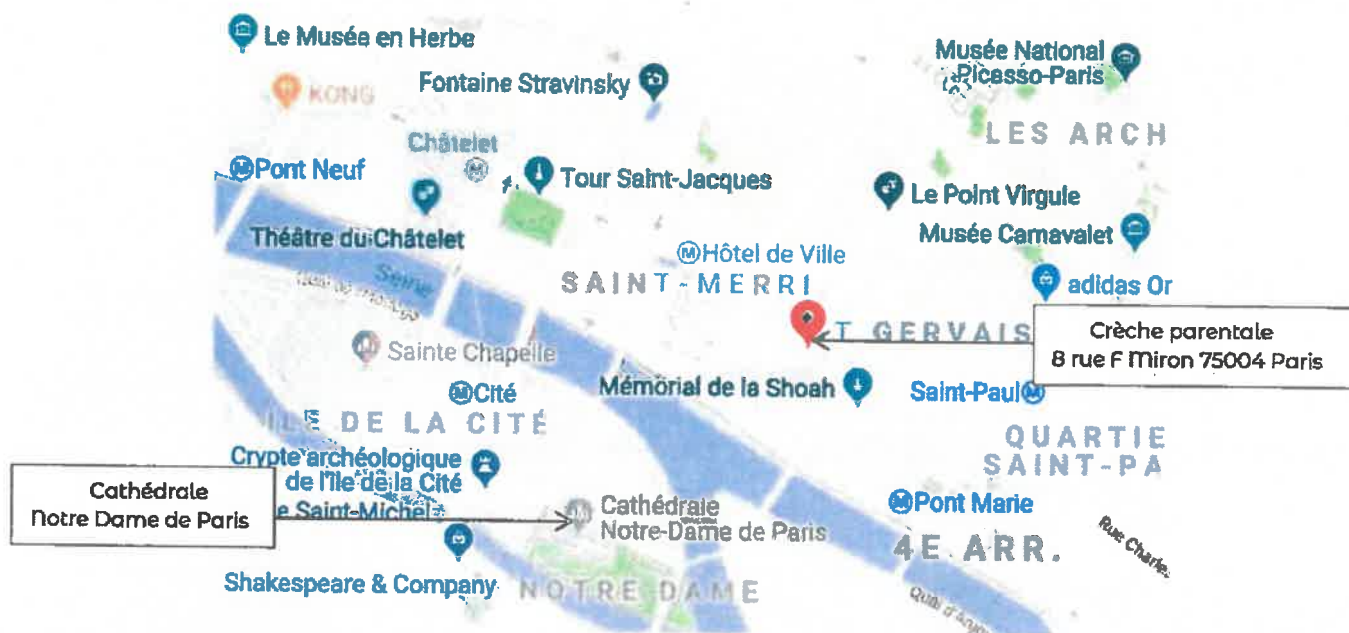 Le Musée en Herbe
Musée National
Picasso-Paris
Fontaine Stravinsky
KONG
LES ARCH
Châtelet
Pont Neuf
Tour Saint-Jacques
Le Point Virgule
Théâtre du Châtelet
Musée Carnavalet
Hôtel de Ville
Seine
SAINT-MERRI
adidas Or
T GERVAIS
Crèche parentale
8 rue F Miron 75004 Paris
Sainte Chapelle
Mémorial de la Shoah
Saint-Paul
Cité
ILE DE LA CITÉ
QUARTIE
SAINT-PA
Crypte archéologique
de l'île de la Cité
Cathédrale
Notre Dame de Paris
e Saint-Michel
Cathédrale
Notre-Dame de Paris
Pont Marie
Rue Charle
4E ARR.
Shakespeare & Company
NOTRE DAME